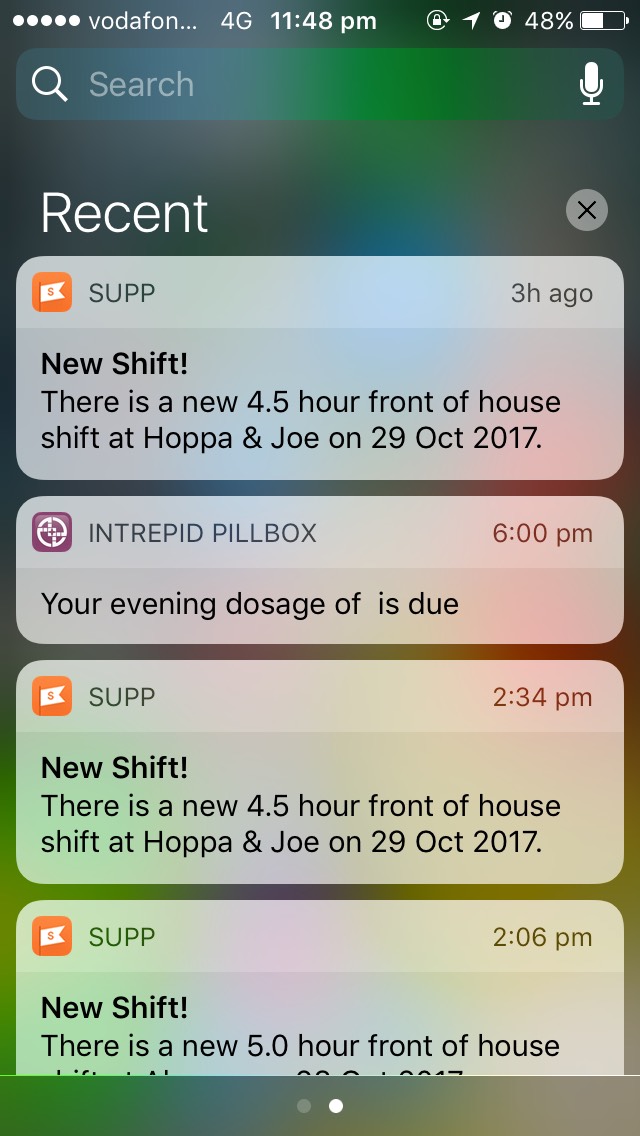 vodafon... 4G 11:48 pm 48%
Search
Recent
SUPP 3h ago
New Shift!
There is a new 4.5 hour front of house
shift at Hoppa & Joe on 29 Oct 2017.
INTREPID PILLBOX 6:00 pm
Your evening dosage of  is due
SUPP 2:34 pm
New Shift!
There is a new 4.5 hour front of house
shift at Hoppa & Joe on 29 Oct 2017.
SUPP 2:06 pm
New Shift!
There is a new 5.0 hour front of house